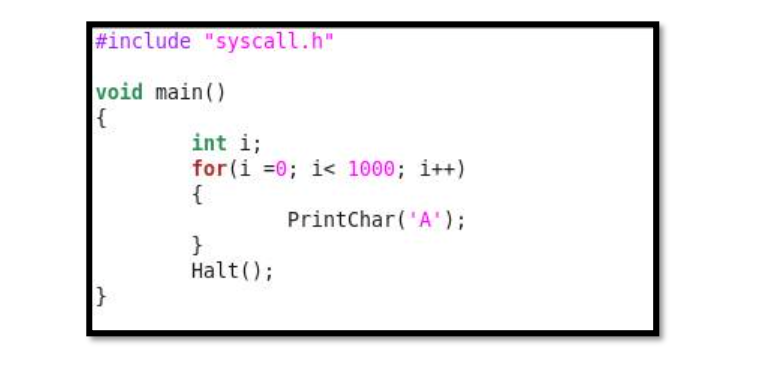 #include "syscall.h"
void main()
{
int i;
for(i =0; i< 1000; i++)
{
PrintChar('A');
}
Halt();
}